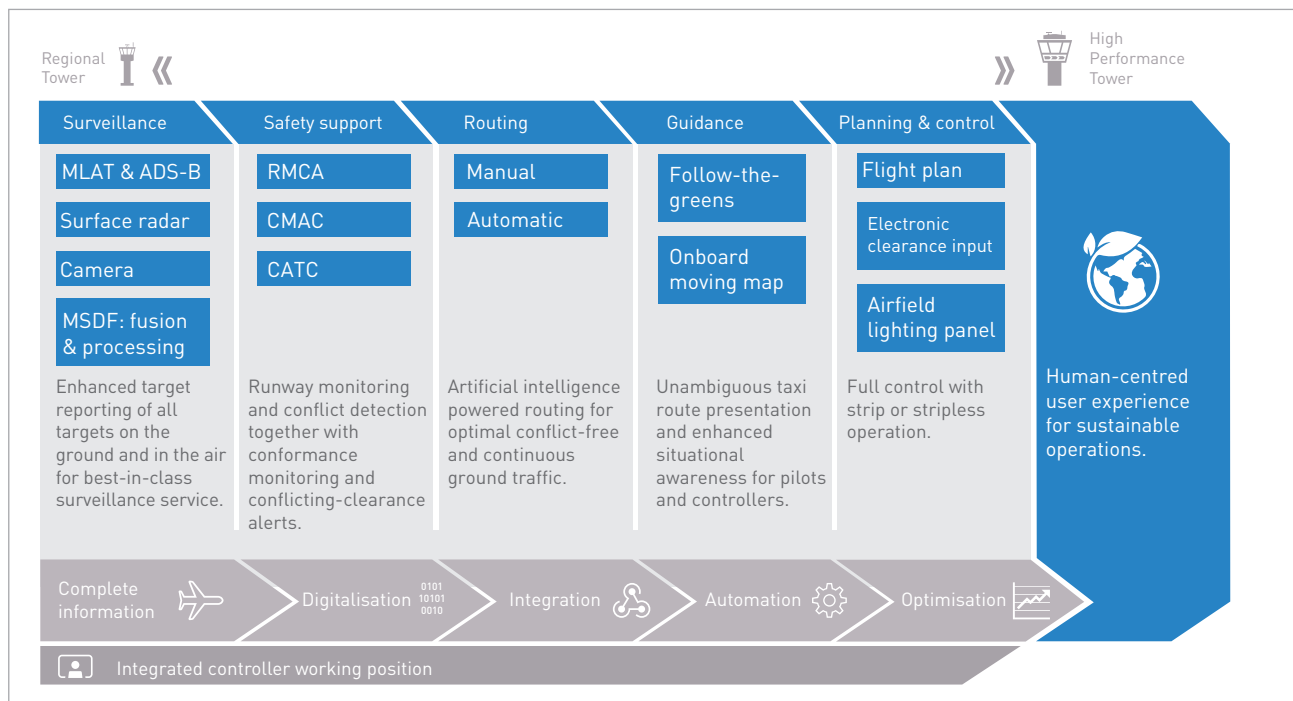 Regional
Tower
High
Performance
Tower
Surveillance
Safety support
Routing
Guidance
Planning & control
MLAT & ADS-B
Surface radar
Camera
MSDF: fusion
& processing
Enhanced target
reporting of all
targets on the
ground and in the air
for best-in-class
surveillance service.
RMCA
CMAC
CATC
Runway monitoring
and conflict detection
together with
conformance
monitoring and
conflicting-clearance
alerts.
Manual
Automatic
Artificial intelligence
powered routing for
optimal conflict-free
and continuous
ground traffic.
Follow-the-
greens
Onboard
moving map
Unambiguous taxi
route presentation
and enhanced
situational
awareness for pilots
and controllers.
Flight plan
Electronic
clearance input
Airfield
lighting panel
Full control with
strip or stripless
operation.
Human-centred
user experience
for sustainable
operations.
Complete
information
Digitalisation
0101
10101
0010
Integration
Automation
Optimisation
Integrated controller working position